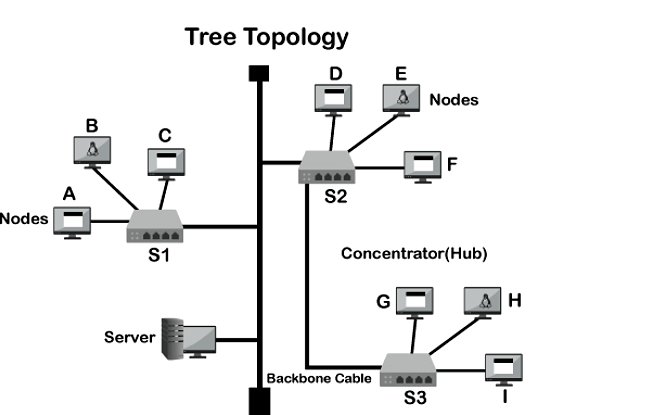 Tree Topology
D
E
Nodes
B
C
F
A
Nodes
S2
S1
Concentrator(Hub)
G
H
Server
Backbone Cable
S3
I